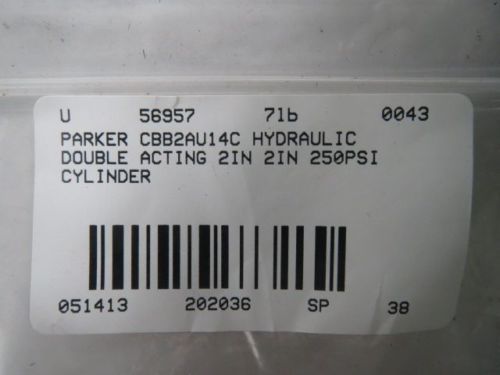 U 56957 7lb 0043
PARKER CBB2AU14C HYDRAULIC
DOUBLE ACTING 2IN 2IN 250PSI
CYLINDER
051413 202036 SP 38